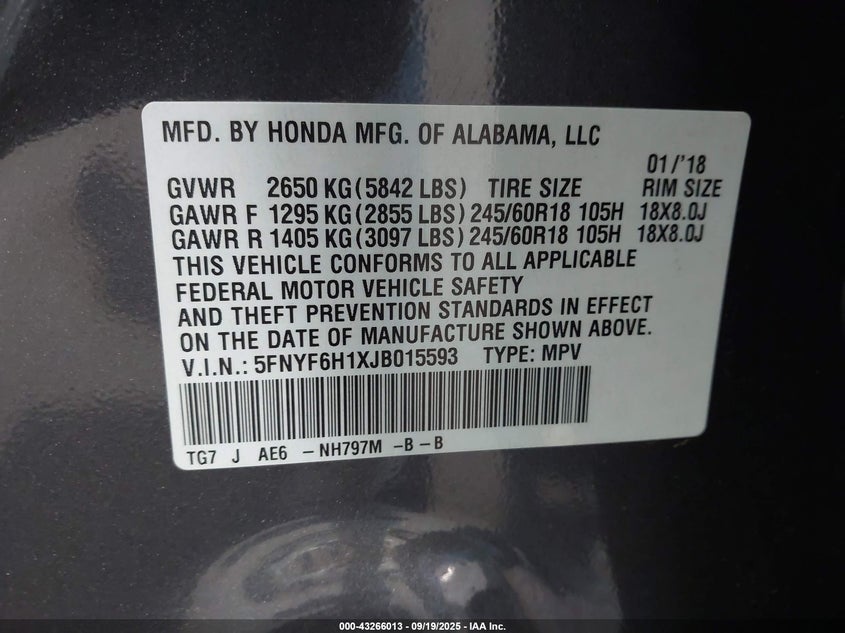 MFD. BY HONDA MFG. OF ALABAMA, LLC
01/'18
GVWR 2650 KG(5842 LBS) TIRE SIZE RIM SIZE
GAWR F 1295 KG(2855 LBS) 245/60R18 105H 18X8.0J
GAWR R 1405 KG(3097 LBS) 245/60R18 105H 18X8.0J
THIS VEHICLE CONFORMS TO ALL APPLICABLE
FEDERAL MOTOR VEHICLE SAFETY
AND THEFT PREVENTION STANDARDS IN EFFECT
ON THE DATE OF MANUFACTURE SHOWN ABOVE.
V.I.N.: 5FNYF6H1XJB015593 TYPE: MPV
TG7 J AE6 -NH797M -B-B
000-43266013 - 09/19/2025 - IAA Inc.